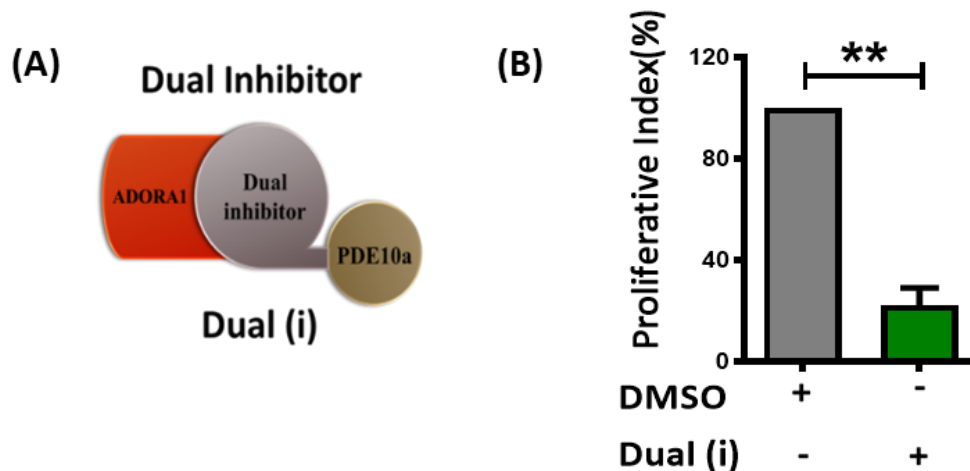 (A)
Dual Inhibitor
ADORA1
Dual
inhibitor
PDE10a
Dual (i)
(B)
Proliferative Index(%)
120
80
40
0
**
DMSO + -
Dual (i) - +